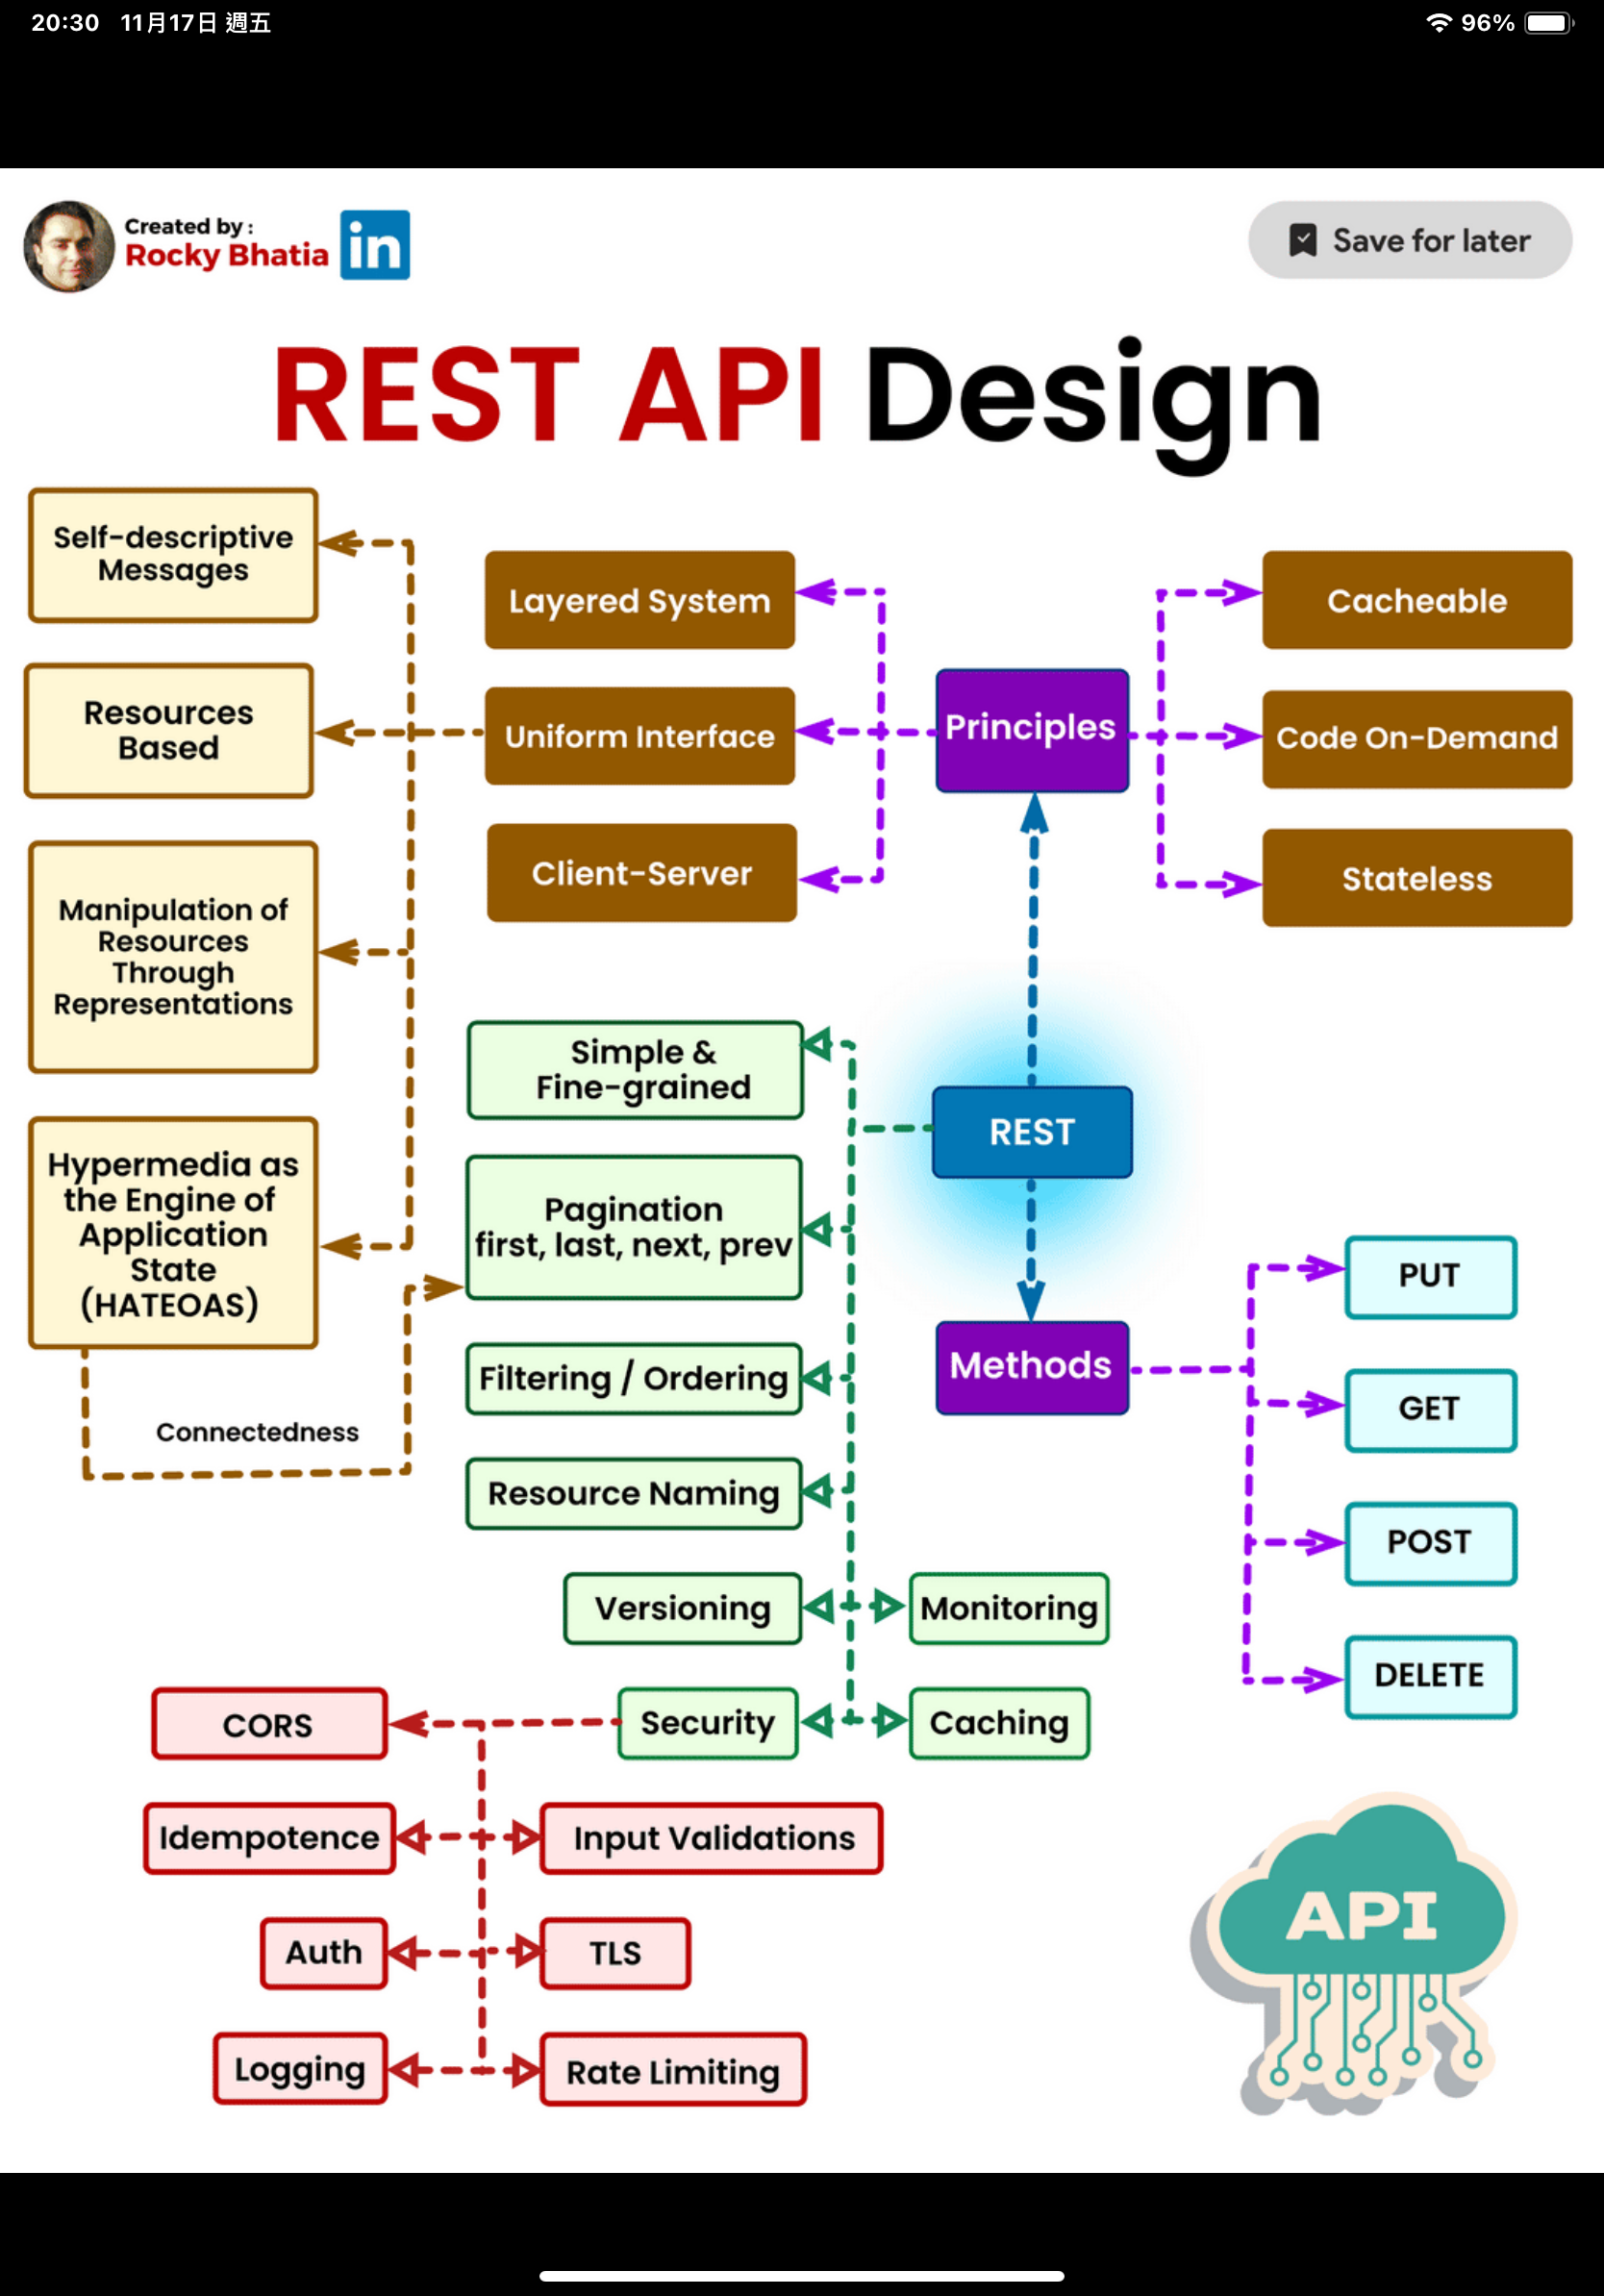 20:30 11月17日 週五
96%
Created by :
Rocky Bhatia
in
Save for later
REST API Design
Self-descriptive
Messages
Resources
Based
Manipulation of
Resources
Through
Representations
Hypermedia as
the Engine of
Application
State
(HATEOAS)
Connectedness
Layered System
Uniform Interface
Client-Server
Principles
Cacheable
Code On-Demand
Stateless
Simple &
Fine-grained
Pagination
first, last, next, prev
Filtering / Ordering
Resource Naming
Versioning
Monitoring
Security
Caching
REST
Methods
PUT
GET
POST
DELETE
CORS
Idempotence
Input Validations
Auth
TLS
Logging
Rate Limiting
API